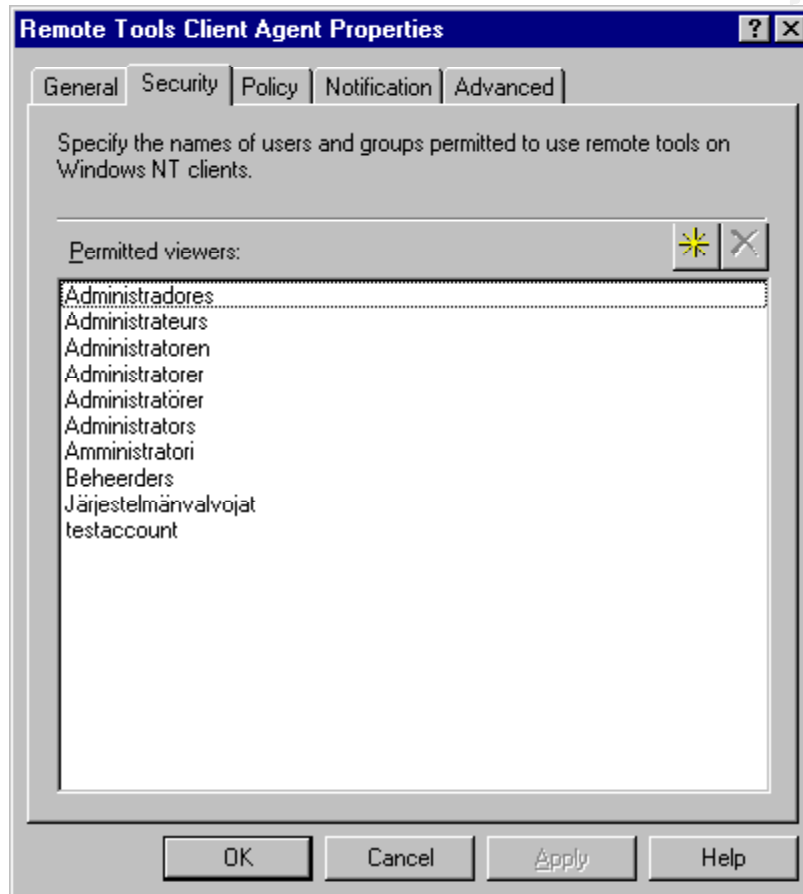 Remote Tools Client Agent Properties
General Security Policy Notification Advanced
Specify the names of users and groups permitted to use remote tools on
Windows NT clients.
Permitted viewers:
Administradores
Administrateurs
Administratoren
Administratorer
Administratörer
Administrators
Amministratori
Beheerders
Järjestelmänvalvojat
testaccount
OK Cancel Apply Help